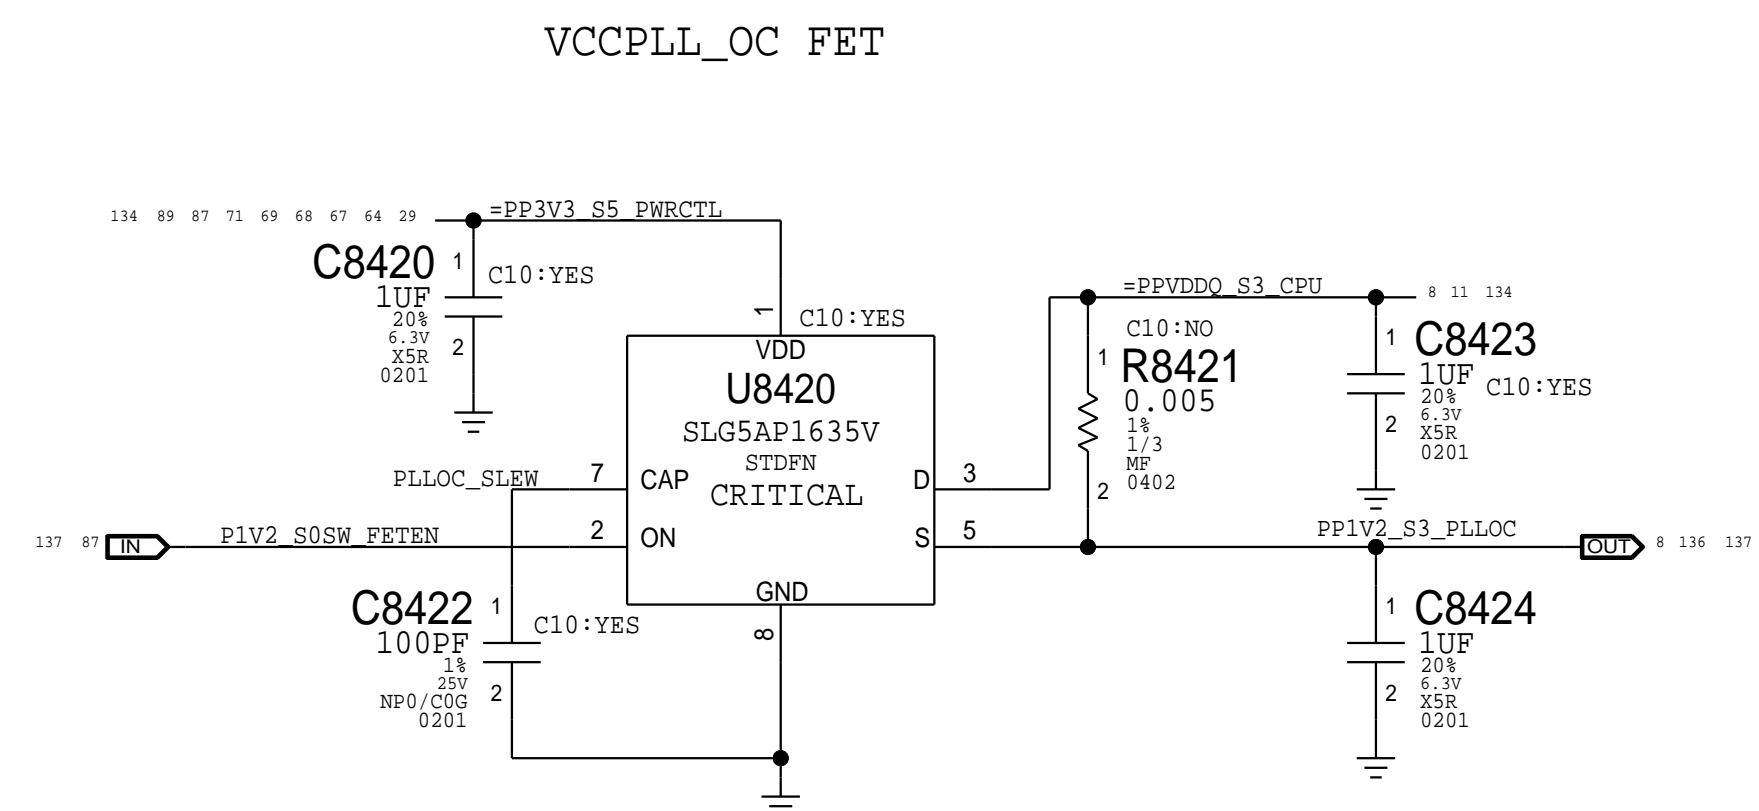 VCCPLL_OC FET
134 89 87 71 69 68 67 64 29
=PP3V3_S5_PWRCTL
C8420
1UF
20%
6.3V
X5R
0201
1
2
C10:YES
1
C10:YES
VDD
U8420
SLG5AP1635V
STDFN
CRITICAL
CAP
ON
D
S
GND
7
2
3
5
8
PLLOC_SLEW
137 87
IN
P1V2_S0SW_FETEN
C8422
100PF
1%
25V
NP0/C0G
0201
1
2
C10:YES
=PPVDDQ_S3_CPU
8 11 134
C10:NO
R8421
0.005
1%
1/3
MF
0402
1
2
C8423
1UF
20%
6.3V
X5R
0201
1
2
C10:YES
PP1V2_S3_PLLOC
OUT
8 136 137
C8424
1UF
20%
6.3V
X5R
0201
1
2